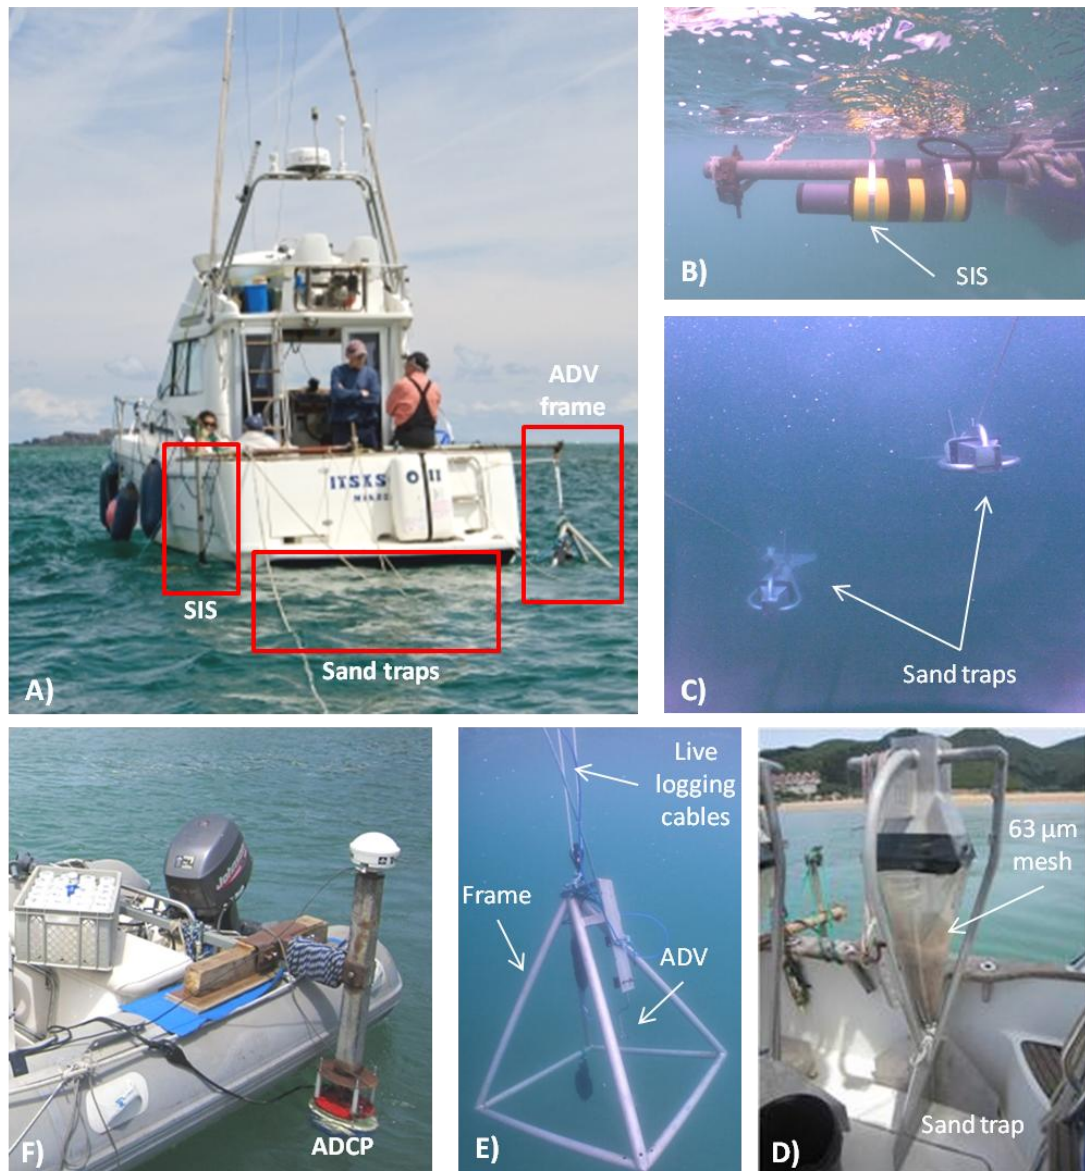 ADV
frame
SIS
Sand traps
A)
SIS
B)
Sand traps
C)
Johnson
ADCP
F)
Live
logging
cables
Frame
ADV
E)
63 µm
mesh
Sand trap
D)